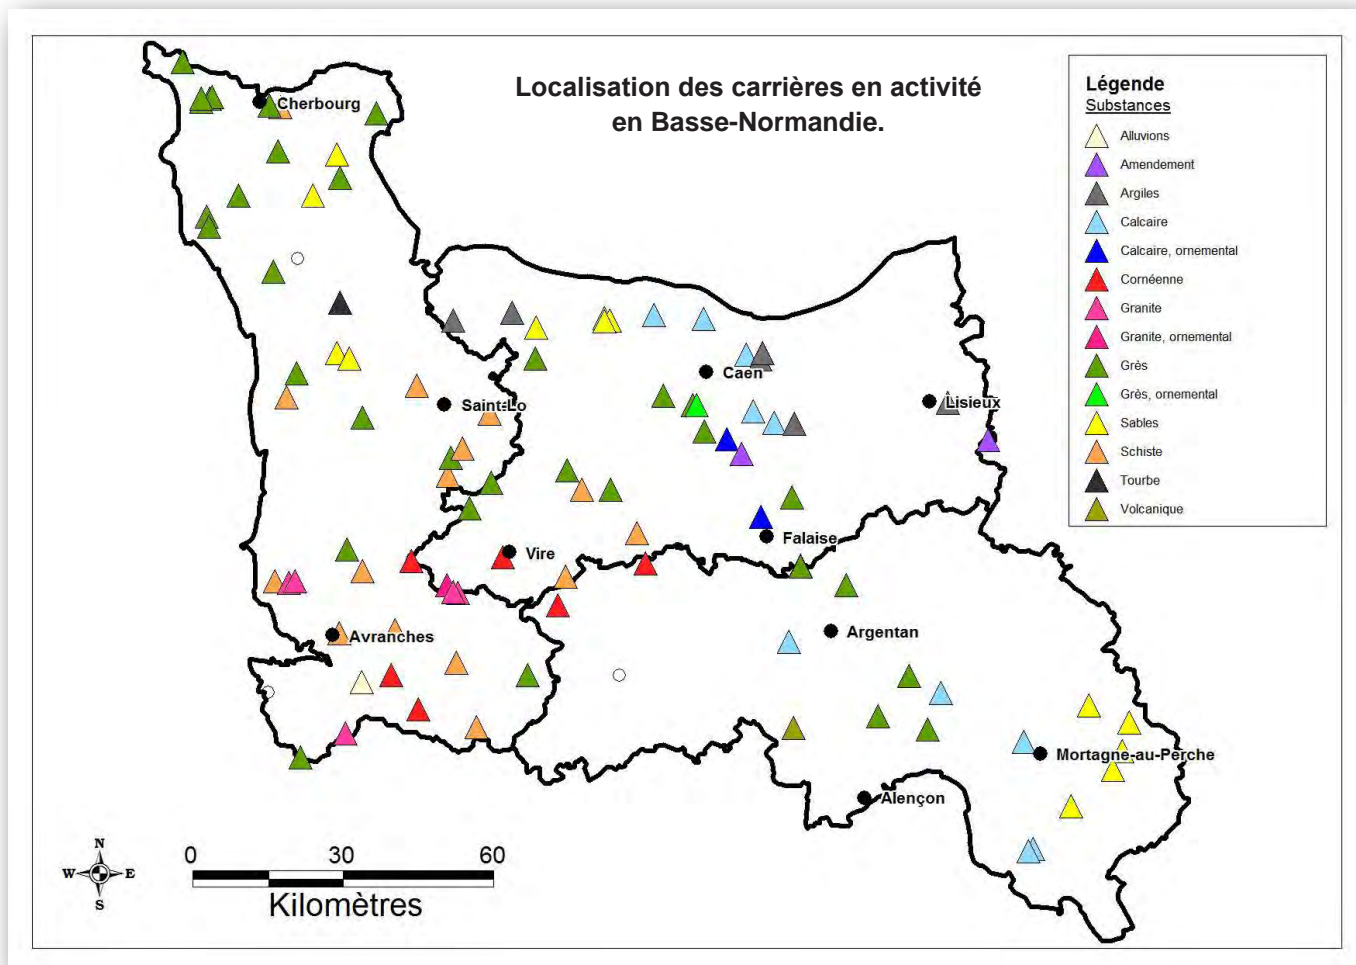 Localisation des carrières en activité
en Basse-Normandie.
Légende
Substances
Alluvions
Amendement
Argiles
Calcaire
Calcaire, ornemental
Cornéenne
Granite
Granite, ornemental
Grès
Grès, ornemental
Sables
Schiste
Tourbe
Volcanique
Cherbourg
Caen
Saint-Lo
Lisieux
Falaise
Vire
Avranches
Argentan
Mortagne-au-Perche
Alençon
N
W E
S
0 30 60
Kilomètres